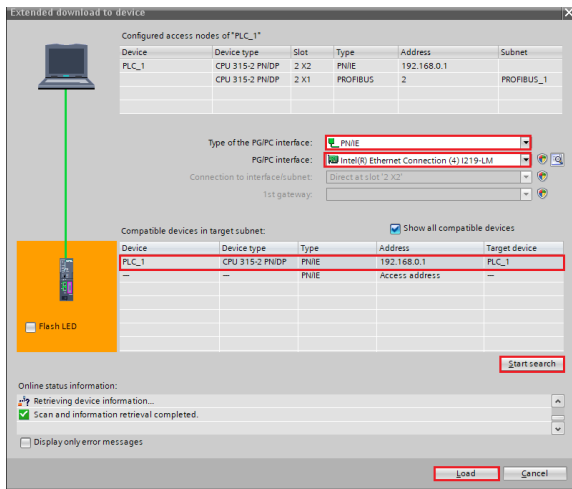 Extended download to device
Configured access nodes of "PLC_1"
Device Device type Slot Type Address Subnet
PLC_1 CPU 315-2 PN/DP 2 X2 PN/IE 192.168.0.1
CPU 315-2 PN/DP 2 X1 PROFIBUS 2 PROFIBUS_1
Type of the PG/PC interface: PN/IE
PG/PC interface: Intel(R) Ethernet Connection (4) I219-LM
Connection to interface/subnet: Direct at slot '2 X2'
1st gateway:
Compatible devices in target subnet: Show all compatible devices
Device Device type Type Address Target device
PLC_1 CPU 315-2 PN/DP PN/IE 192.168.0.1 PLC_1
— — PN/IE Access address —
Flash LED
Start search
Online status information:
Retrieving device information...
Scan and information retrieval completed.
Display only error messages
Load Cancel